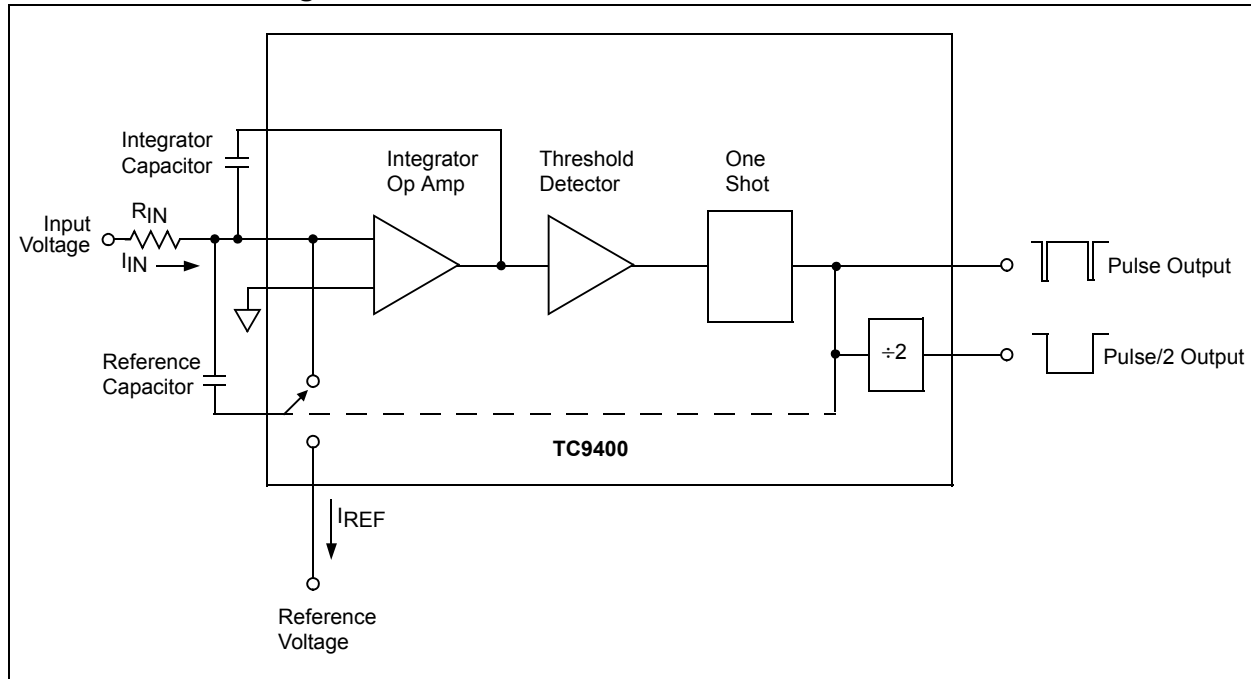 Integrator
Capacitor
Integrator
Op Amp
Threshold
Detector
One
Shot
Input
Voltage
RIN
IIN
Pulse Output
÷2
Pulse/2 Output
Reference
Capacitor
TC9400
IREF
Reference
Voltage